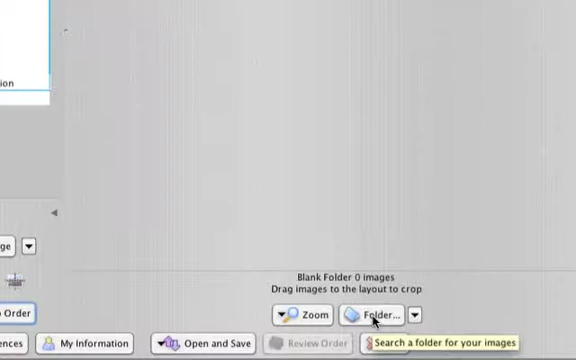 ion
ge
Blank Folder 0 images
Drag images to the layout to crop
Order
Zoom
Folder...
ences
My Information
Open and Save
Review Order
Search a folder for your images